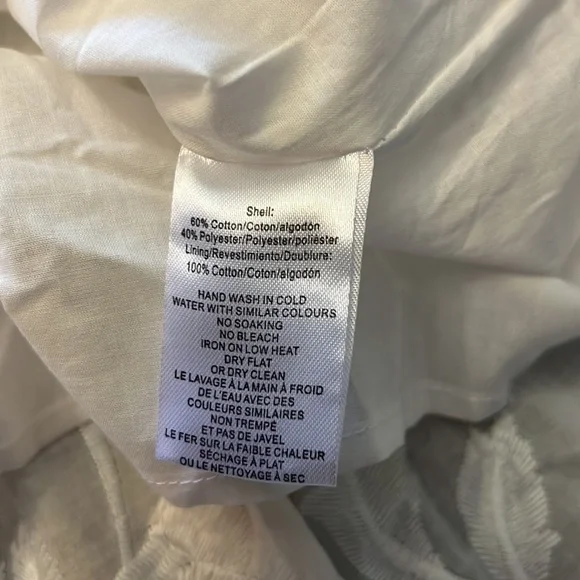 Shell:
60% Cotton/Coton/algodón
40% Polyester/Polyester/poliester
Lining/Revestimiento/Doublure:
100% Cotton/Coton/algodón
HAND WASH IN COLD
WATER WITH SIMILAR COLOURS
NO SOAKING
NO BLEACH
IRON ON LOW HEAT
DRY FLAT
OR DRY CLEAN
LE LAVAGE À LA MAIN À FROID
DE L'EAU AVEC DES
COULEURS SIMILAIRES
NON TREMPÉ
ET PAS DE JAVEL
LE FER SUR LA FAIBLE CHALEUR
SÉCHAGE À PLAT
OU LE NETTOYAGE À SEC